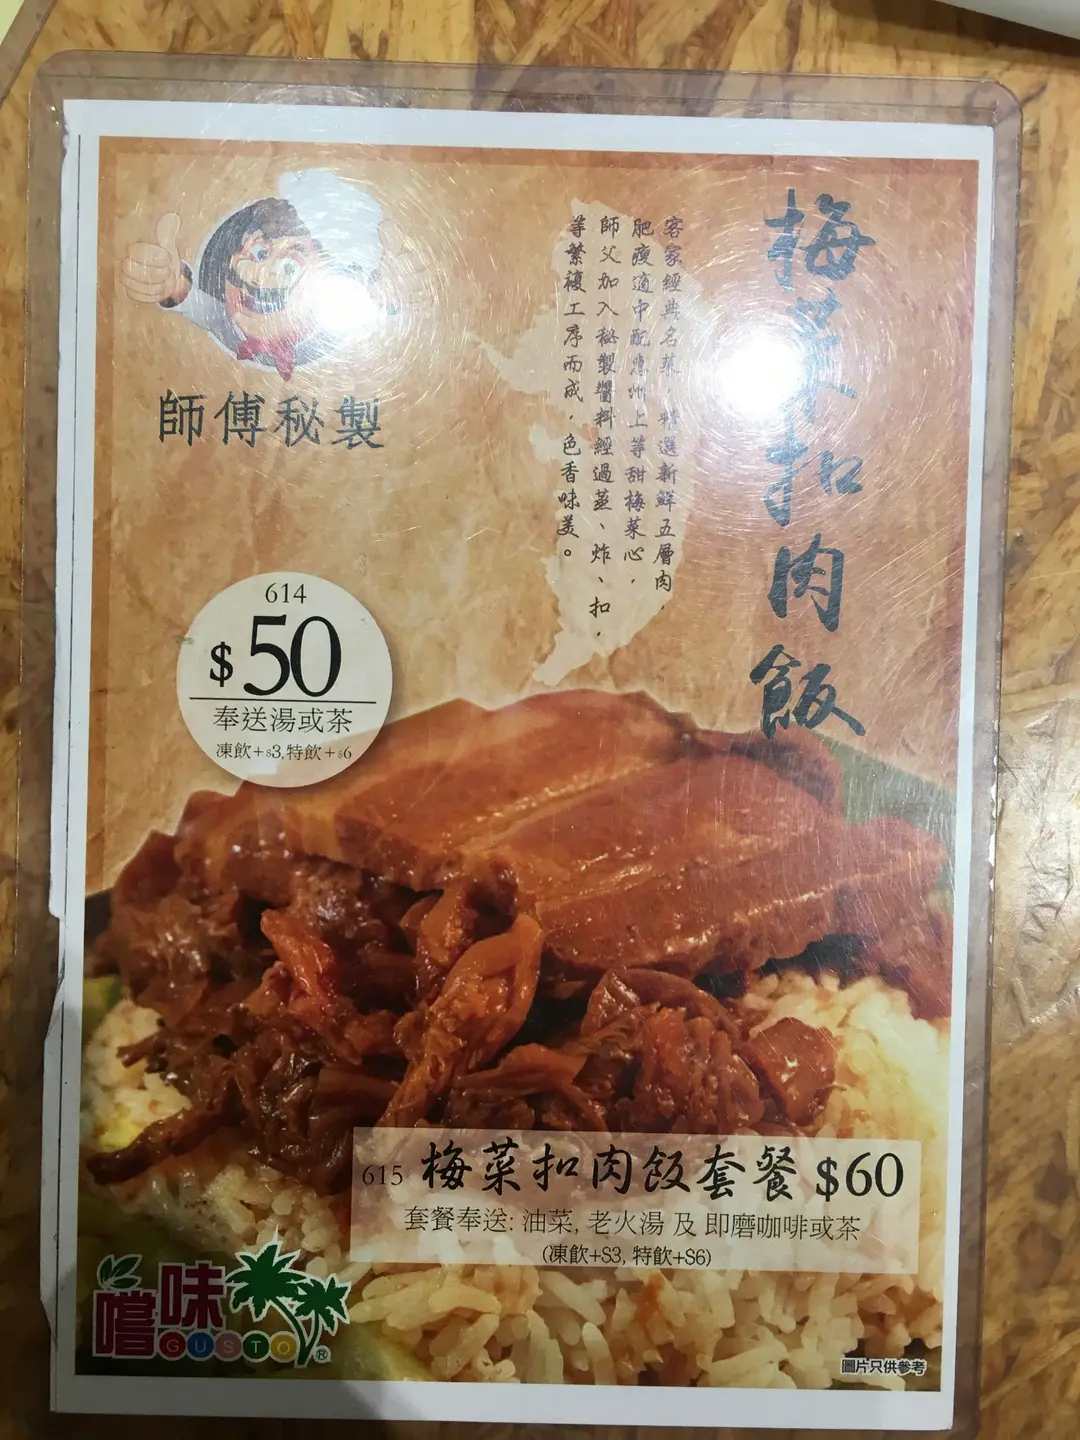 梅菜扣肉飯
客家經典名菜，精選新鮮五層肉，
肥瘦適中配惠州上等甜梅菜心，
師父加入秘製醬料經過蒸、炸、扣，
等繁複工序而成，色香味美。
師傅秘製
614
$50
奉送湯或茶
凍飲+$3,特飲+$6
615 梅菜扣肉飯套餐 $60
套餐奉送: 油菜, 老火湯 及 即磨咖啡或茶
(凍飲+S3, 特飲+S6)
嚐味
GUSTO®
圖片只供參考